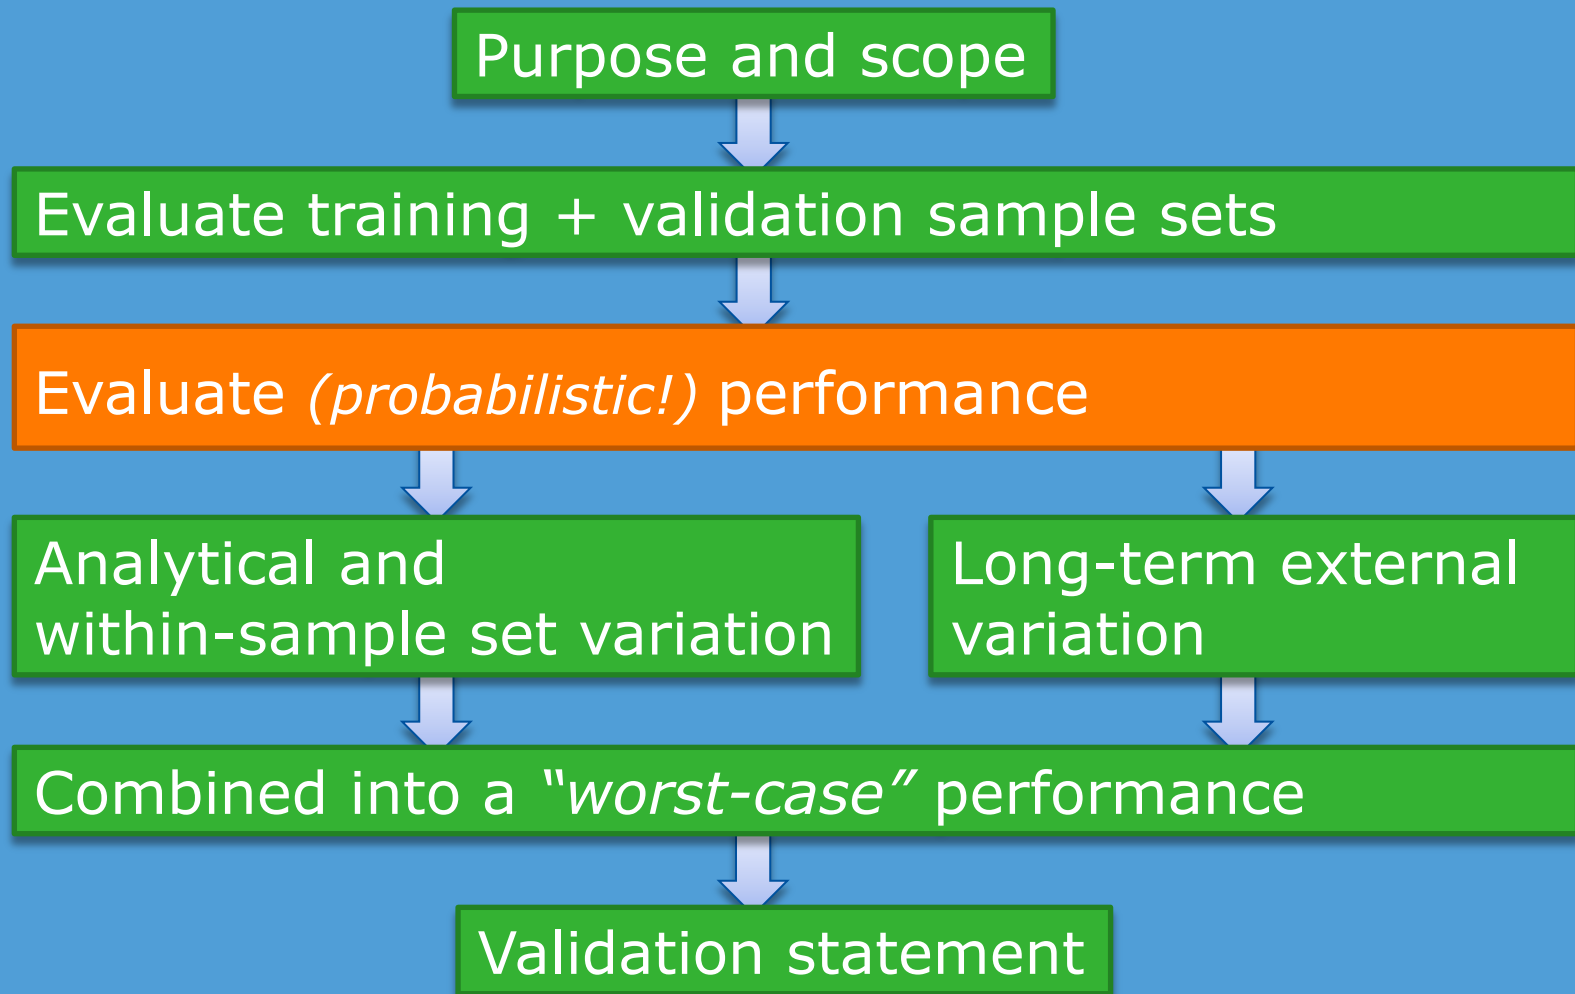 Purpose and scope
Evaluate training + validation sample sets
Evaluate (probabilistic!) performance
Analytical and
within-sample set variation
Long-term external
variation
Combined into a “worst-case” performance
Validation statement